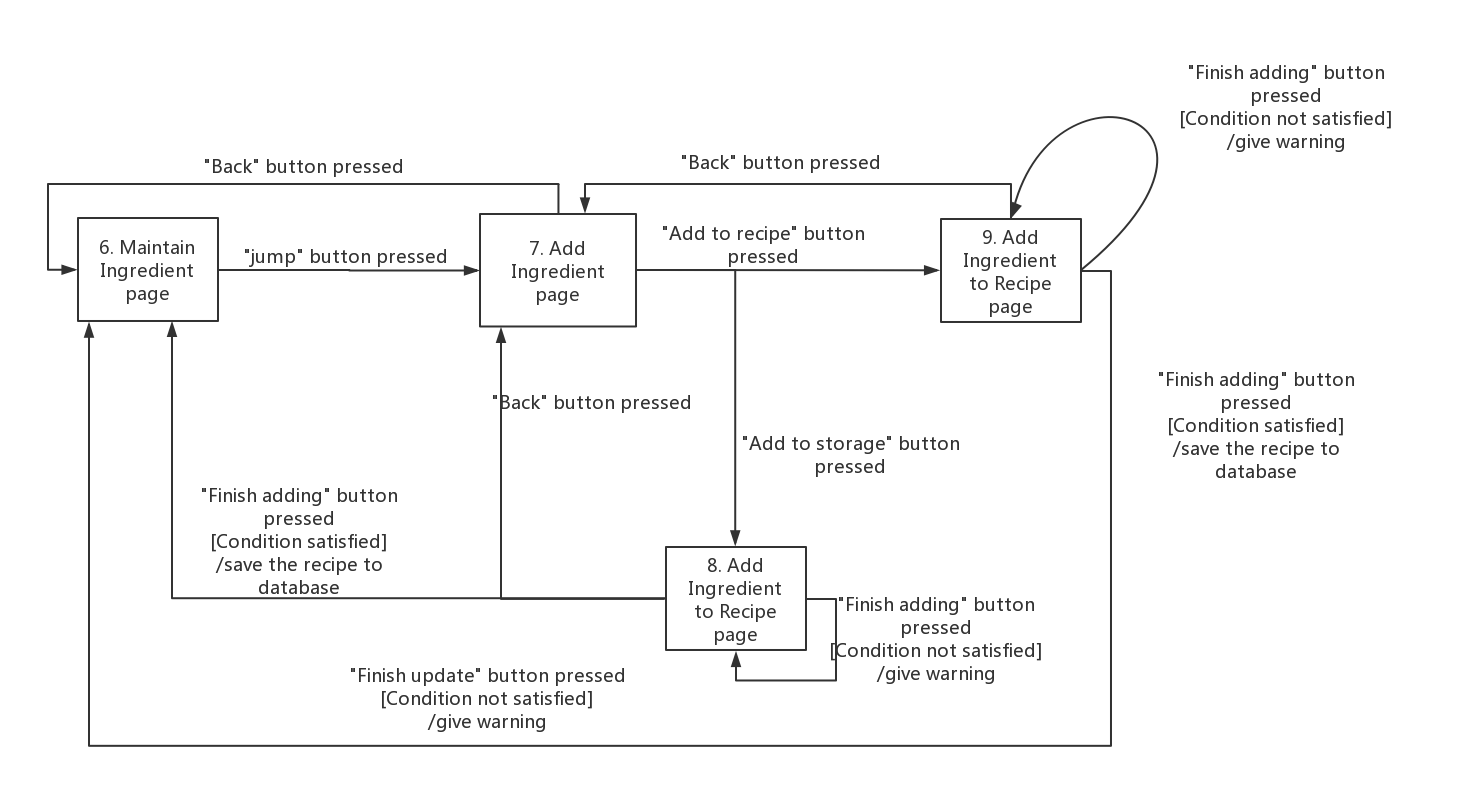 "Finish adding" button
pressed
[Condition not satisfied]
/give warning
"Back" button pressed
"Back" button pressed
6. Maintain
Ingredient
page
"jump" button pressed
7. Add
Ingredient
page
"Add to recipe" button
pressed
9. Add
Ingredient
to Recipe
page
"Back" button pressed
"Add to storage" button
pressed
"Finish adding" button
pressed
[Condition satisfied]
/save the recipe to
database
"Finish adding" button
pressed
[Condition satisfied]
/save the recipe to
database
8. Add
Ingredient
to Recipe
page
"Finish adding" button
pressed
[Condition not satisfied]
/give warning
"Finish update" button pressed
[Condition not satisfied]
/give warning